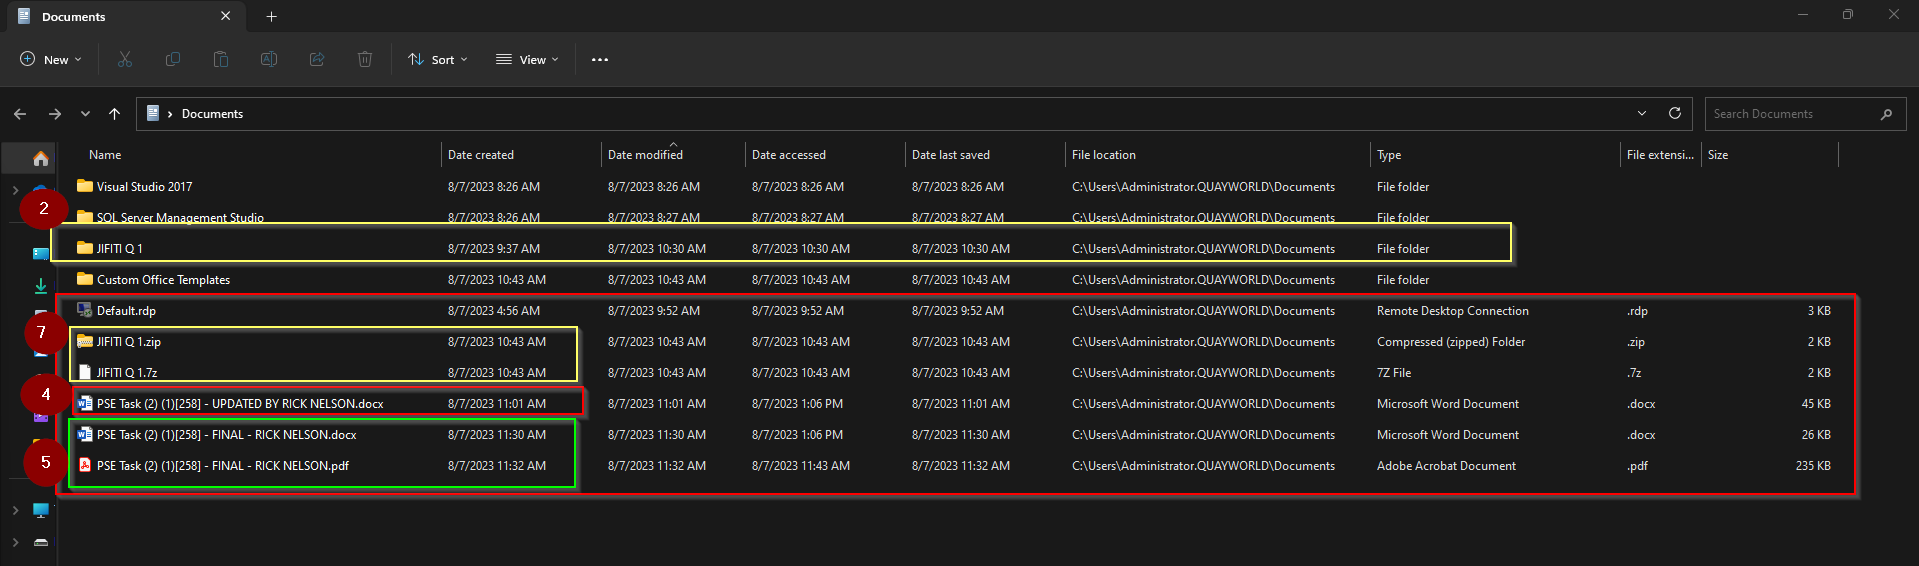 Documents
New Sort View
Documents Search Documents
Name Date created Date modified Date accessed Date last saved File location Type File extensi... Size
Visual Studio 2017 8/7/2023 8:26 AM 8/7/2023 8:26 AM 8/7/2023 8:26 AM 8/7/2023 8:26 AM C:\Users\Administrator.QUAYWORLD\Documents File folder
2
SQL Server Management Studio 8/7/2023 8:26 AM 8/7/2023 8:27 AM 8/7/2023 8:27 AM 8/7/2023 8:27 AM C:\Users\Administrator.QUAYWORLD\Documents File folder
JIFITI Q 1 8/7/2023 9:37 AM 8/7/2023 10:30 AM 8/7/2023 10:30 AM 8/7/2023 10:30 AM C:\Users\Administrator.QUAYWORLD\Documents File folder
Custom Office Templates 8/7/2023 10:43 AM 8/7/2023 10:43 AM 8/7/2023 10:43 AM 8/7/2023 10:43 AM C:\Users\Administrator.QUAYWORLD\Documents File folder
Default.rdp 8/7/2023 4:56 AM 8/7/2023 9:52 AM 8/7/2023 9:52 AM 8/7/2023 9:52 AM C:\Users\Administrator.QUAYWORLD\Documents Remote Desktop Connection .rdp 3 KB
7
JIFITI Q 1.zip 8/7/2023 10:43 AM 8/7/2023 10:43 AM 8/7/2023 10:43 AM 8/7/2023 10:43 AM C:\Users\Administrator.QUAYWORLD\Documents Compressed (zipped) Folder .zip 2 KB
JIFITI Q 1.7z 8/7/2023 10:43 AM 8/7/2023 10:43 AM 8/7/2023 10:43 AM 8/7/2023 10:43 AM C:\Users\Administrator.QUAYWORLD\Documents 7Z File .7z 2 KB
4
PSE Task (2) (1)[258] - UPDATED BY RICK NELSON.docx 8/7/2023 11:01 AM 8/7/2023 11:01 AM 8/7/2023 1:06 PM 8/7/2023 11:01 AM C:\Users\Administrator.QUAYWORLD\Documents Microsoft Word Document .docx 45 KB
PSE Task (2) (1)[258] - FINAL - RICK NELSON.docx 8/7/2023 11:30 AM 8/7/2023 11:30 AM 8/7/2023 1:06 PM 8/7/2023 11:30 AM C:\Users\Administrator.QUAYWORLD\Documents Microsoft Word Document .docx 26 KB
5
PSE Task (2) (1)[258] - FINAL - RICK NELSON.pdf 8/7/2023 11:32 AM 8/7/2023 11:32 AM 8/7/2023 11:43 AM 8/7/2023 11:32 AM C:\Users\Administrator.QUAYWORLD\Documents Adobe Acrobat Document .pdf 235 KB